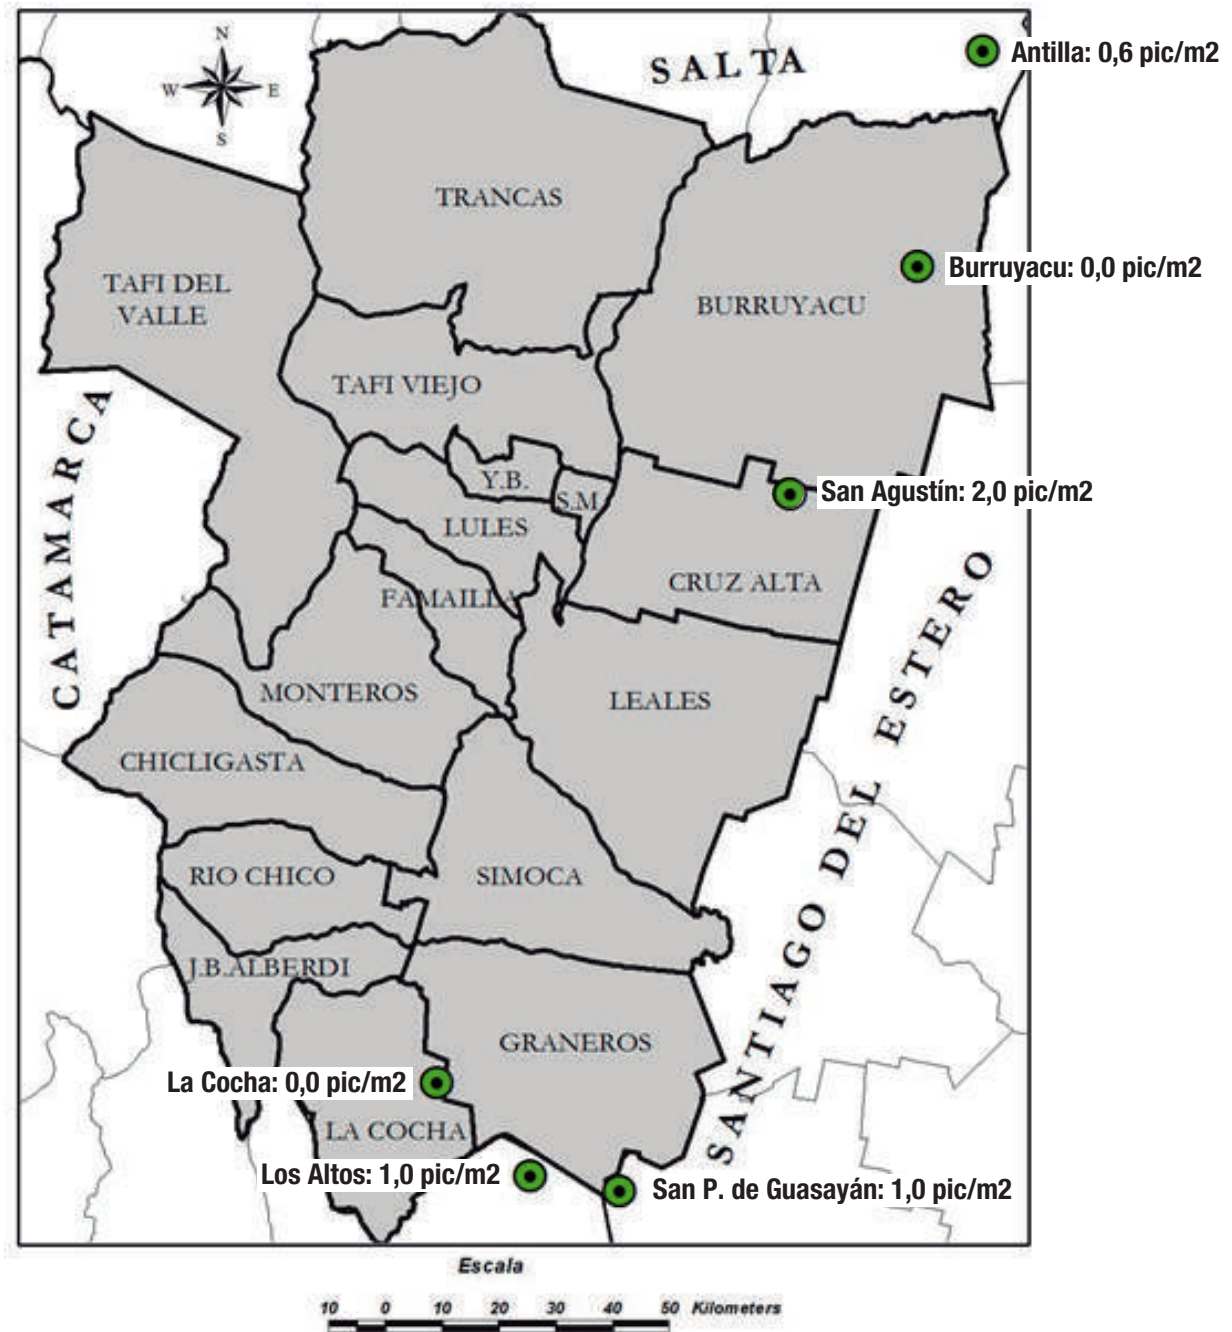 N
W E
S
SALTA
Antilla: 0,6 pic/m2
TRANCAS
Burruyacu: 0,0 pic/m2
TAFI DEL
VALLE
BURRUYACU
TAFI VIEJO
CATAMARCA
Y.B.
S.M.
San Agustín: 2,0 pic/m2
LULES
CRUZ ALTA
FAMAILLA
MONTEROS
LEALES
SANTIAGO DEL ESTERO
CHICLIGASTA
RIO CHICO
SIMOCA
J.B.ALBERDI
GRANEROS
La Cocha: 0,0 pic/m2
LA COCHA
Los Altos: 1,0 pic/m2
San P. de Guasayán: 1,0 pic/m2
Escala
10 0 10 20 30 40 50 Kilometers